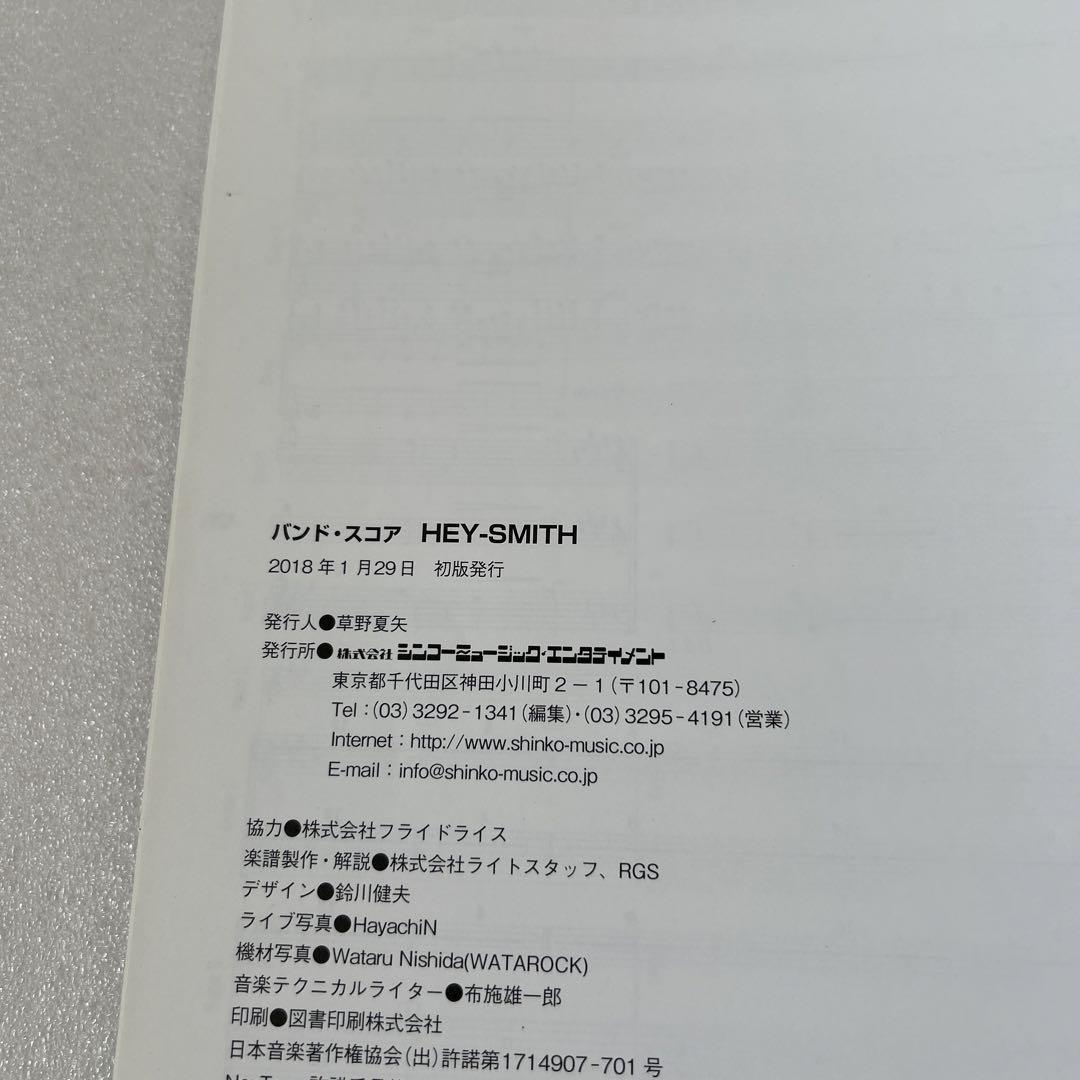 バンド・スコア HEY-SMITH
2018年1月29日 初版発行
発行人●草野夏矢
発行所●株式会社シンコーミュージック・エンタテイメント
東京都千代田区神田小川町2－1（〒101-8475）
Tel：(03)3292-1341（編集）・(03)3295-4191（営業）
Internet：http://www.shinko-music.co.jp
E-mail：info@shinko-music.co.jp
協力●株式会社フライドライス
楽譜製作・解説●株式会社ライトスタッフ、RGS
デザイン●鈴川健夫
ライブ写真●HayachiN
機材写真●Wataru Nishida(WATAROCK)
音楽テクニカルライター●布施雄一郎
印刷●図書印刷株式会社
日本音楽著作権協会（出）許諾第1714907-701号